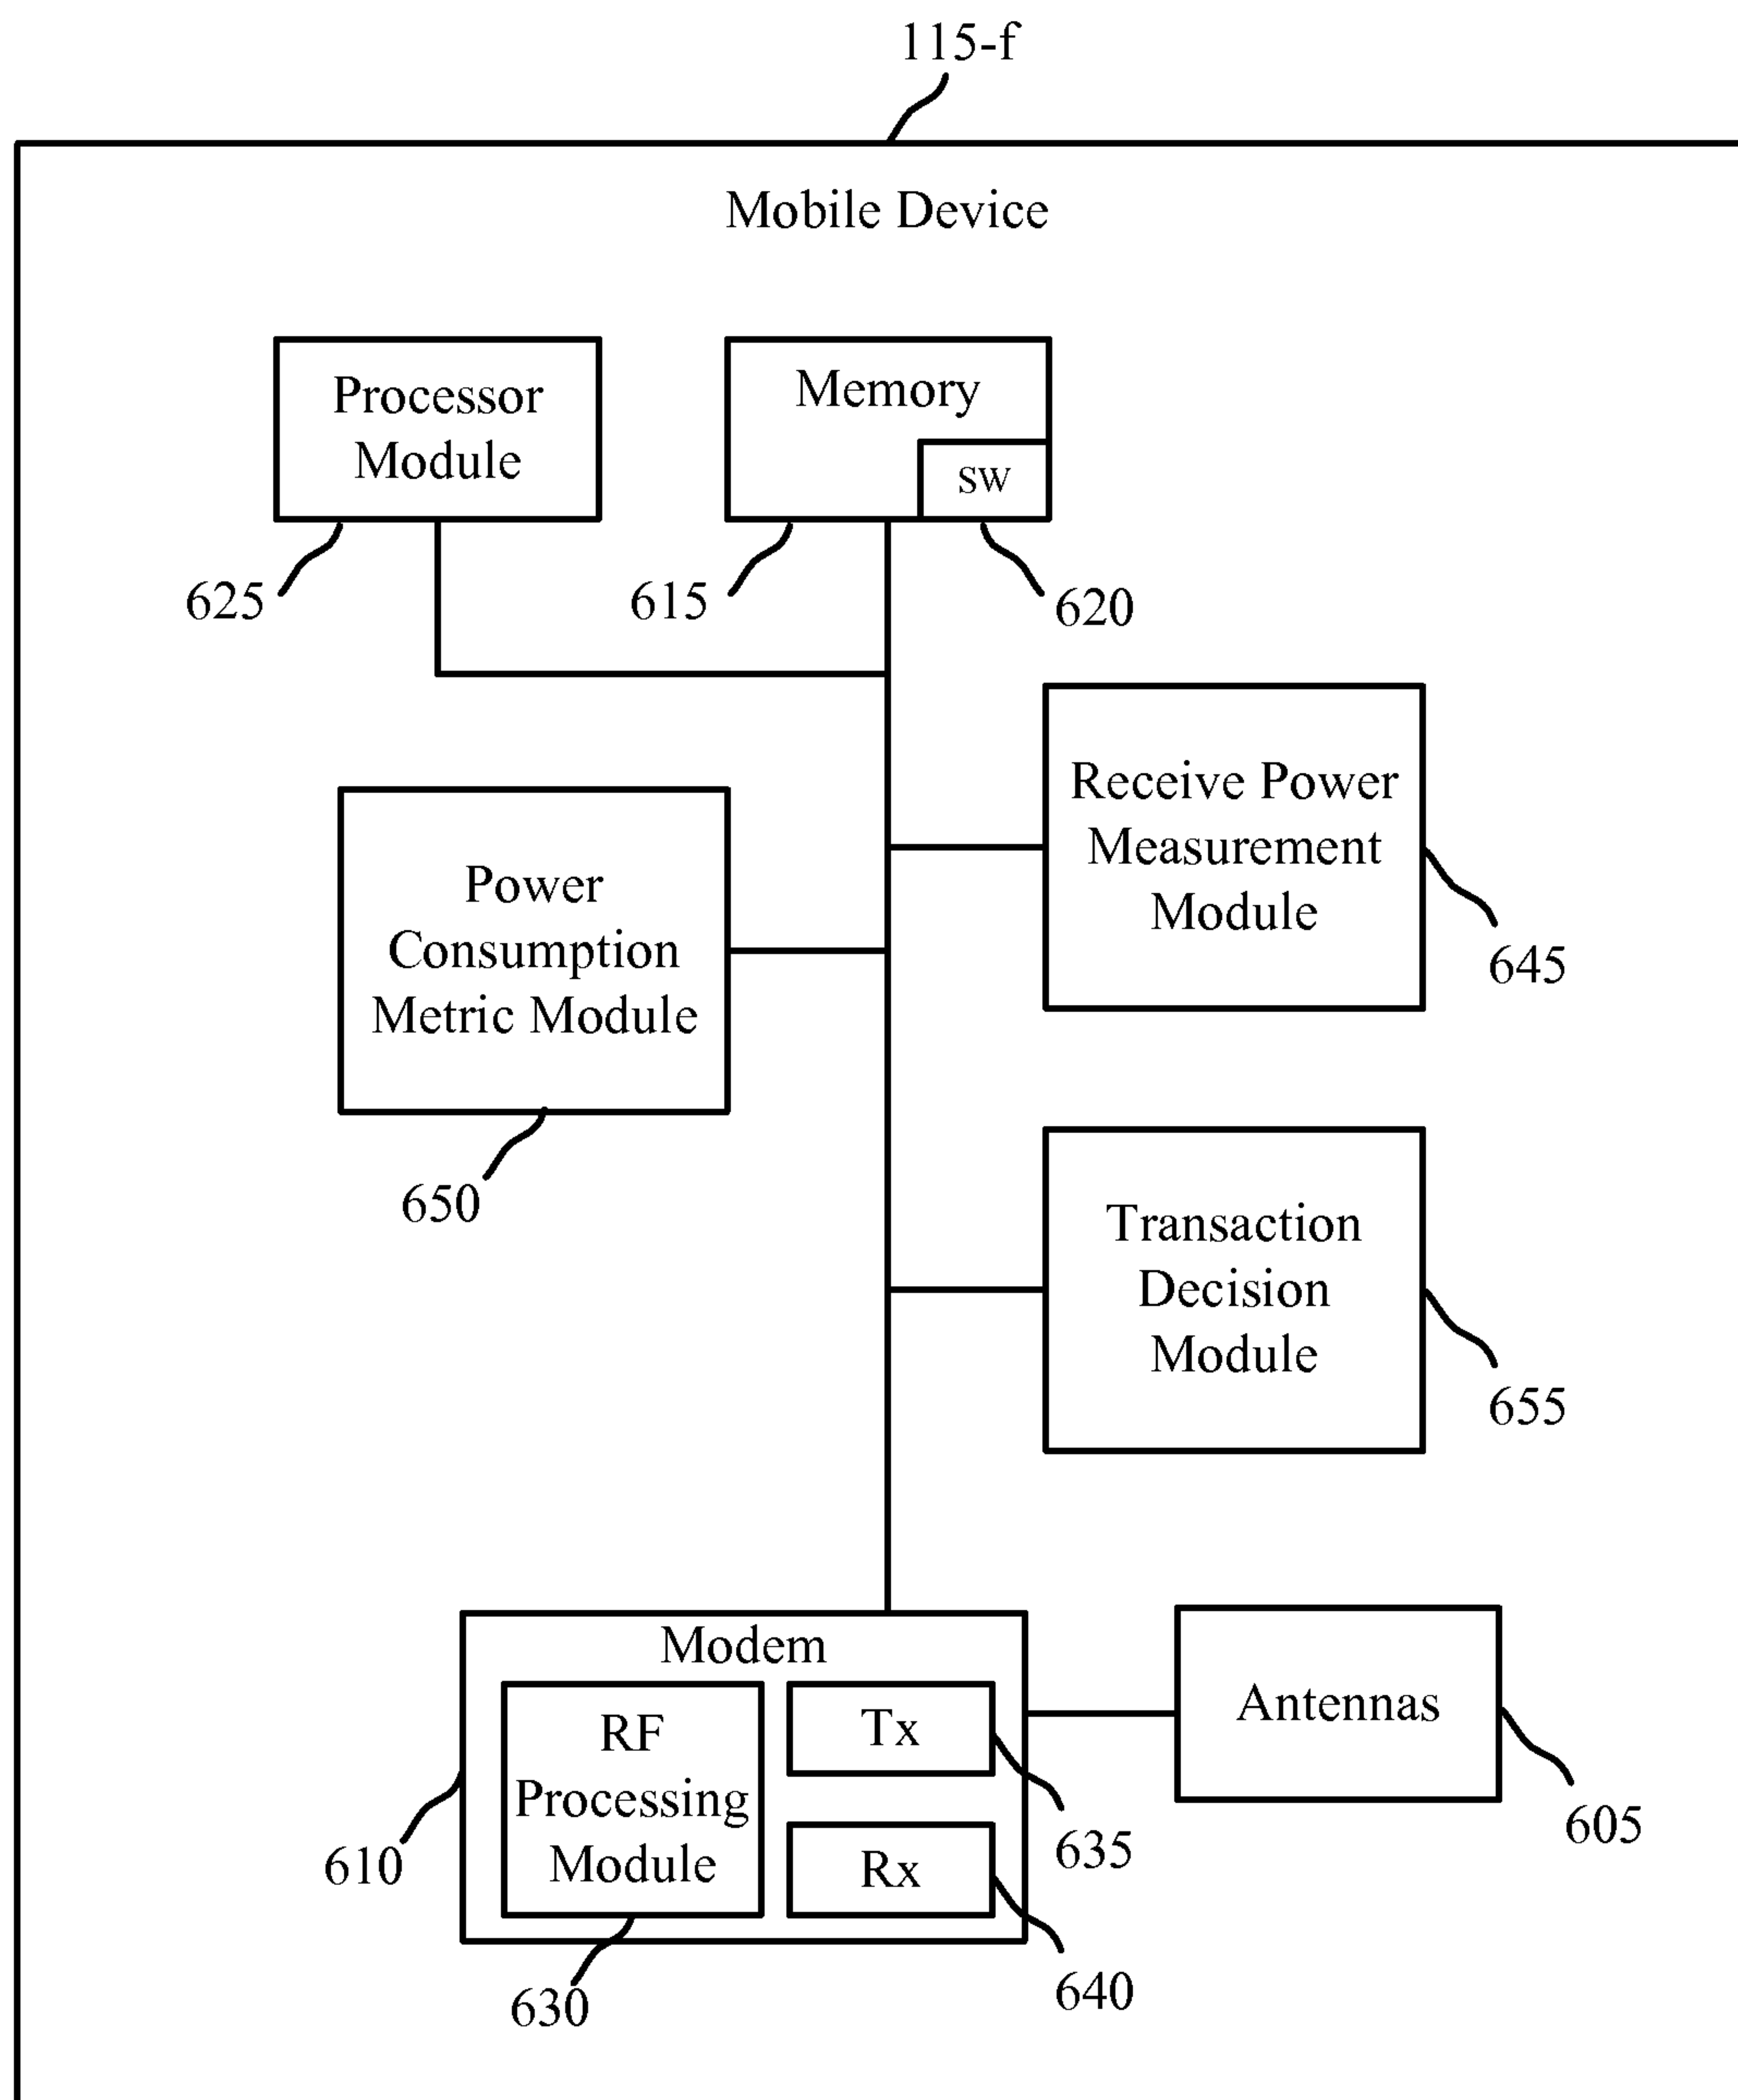 115-f
Mobile Device
Processor
Module
Memory
sw
625
615
620
Receive Power
Measurement
Module
645
Power
Consumption
Metric Module
650
Transaction
Decision
Module
655
Modem
RF
Processing
Module
Tx
Rx
Antennas
610
630
635
640
605